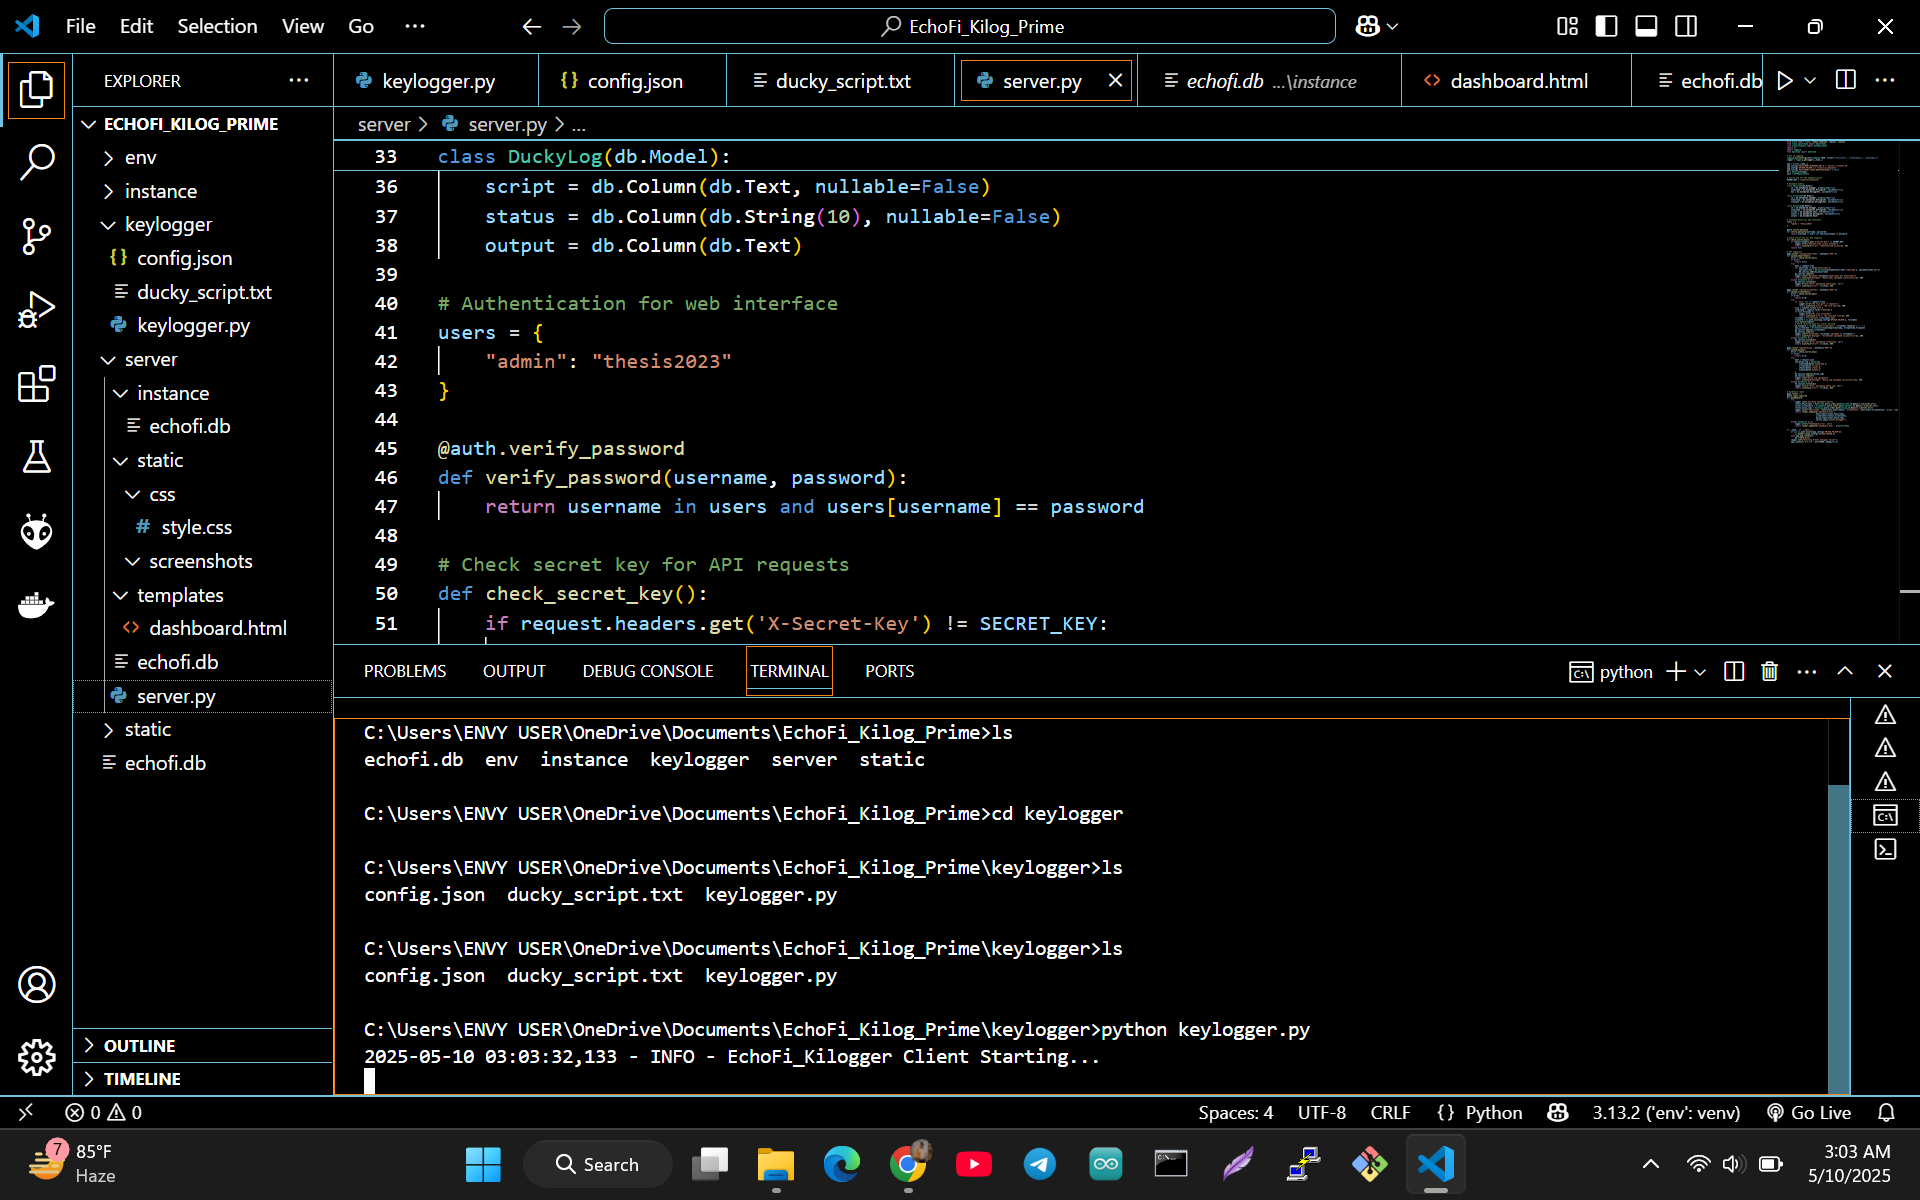 File Edit Selection View Go ···
EchoFi_Kilog_Prime
EXPLORER
ECHOFI_KILOG_PRIME
env
instance
keylogger
{} config.json
ducky_script.txt
keylogger.py
server
instance
echofi.db
static
css
# style.css
screenshots
templates
<> dashboard.html
echofi.db
server.py
static
echofi.db
OUTLINE
TIMELINE
keylogger.py {} config.json ducky_script.txt server.py echofi.db ...\instance <> dashboard.html echofi.db
server > server.py > ...
33 class DuckyLog(db.Model):
36 script = db.Column(db.Text, nullable=False)
37 status = db.Column(db.String(10), nullable=False)
38 output = db.Column(db.Text)
39
40 # Authentication for web interface
41 users = {
42 "admin": "thesis2023"
43 }
44
45 @auth.verify_password
46 def verify_password(username, password):
47 return username in users and users[username] == password
48
49 # Check secret key for API requests
50 def check_secret_key():
51 if request.headers.get('X-Secret-Key') != SECRET_KEY:
PROBLEMS OUTPUT DEBUG CONSOLE TERMINAL PORTS
python
C:\Users\ENVY USER\OneDrive\Documents\EchoFi_Kilog_Prime>ls
echofi.db env instance keylogger server static
C:\Users\ENVY USER\OneDrive\Documents\EchoFi_Kilog_Prime>cd keylogger
C:\Users\ENVY USER\OneDrive\Documents\EchoFi_Kilog_Prime\keylogger>ls
config.json ducky_script.txt keylogger.py
C:\Users\ENVY USER\OneDrive\Documents\EchoFi_Kilog_Prime\keylogger>ls
config.json ducky_script.txt keylogger.py
C:\Users\ENVY USER\OneDrive\Documents\EchoFi_Kilog_Prime\keylogger>python keylogger.py
2025-05-10 03:03:32,133 - INFO - EchoFi_Kilogger Client Starting...
0 0
Spaces: 4 UTF-8 CRLF {} Python 3.13.2 ('env': venv) Go Live
7 85°F
Haze
Search
3:03 AM
5/10/2025